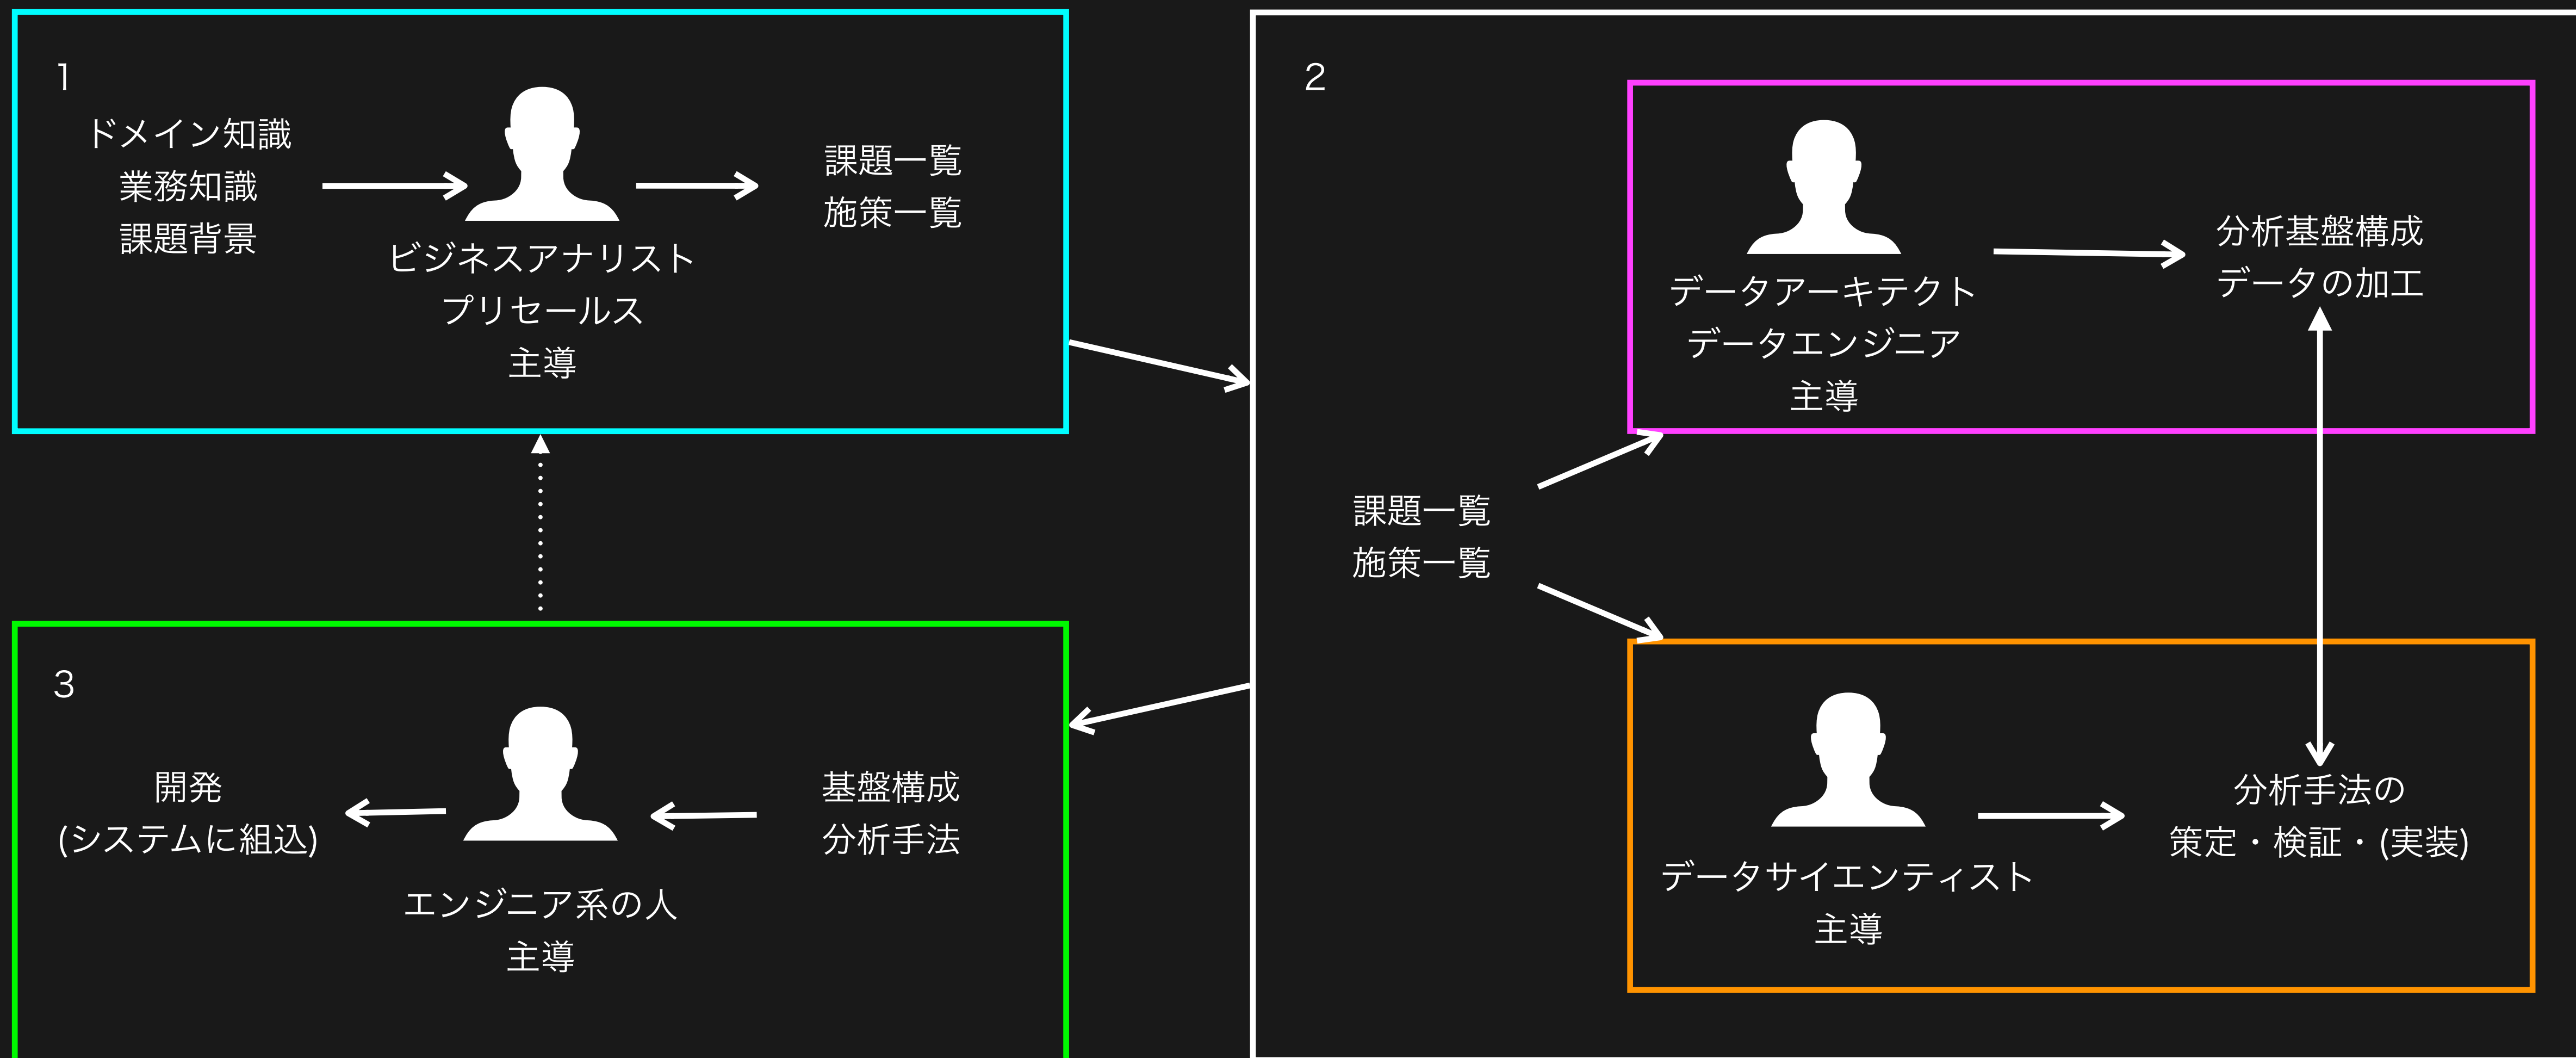 1
ドメイン知識
業務知識
課題背景
ビジネスアナリスト
プリセールス
主導
課題一覧
施策一覧
2
課題一覧
施策一覧
データアーキテクト
データエンジニア
主導
分析基盤構成
データの加工
データサイエンティスト
主導
分析手法の
策定・検証・(実装)
3
基盤構成
分析手法
エンジニア系の人
主導
開発
(システムに組込)